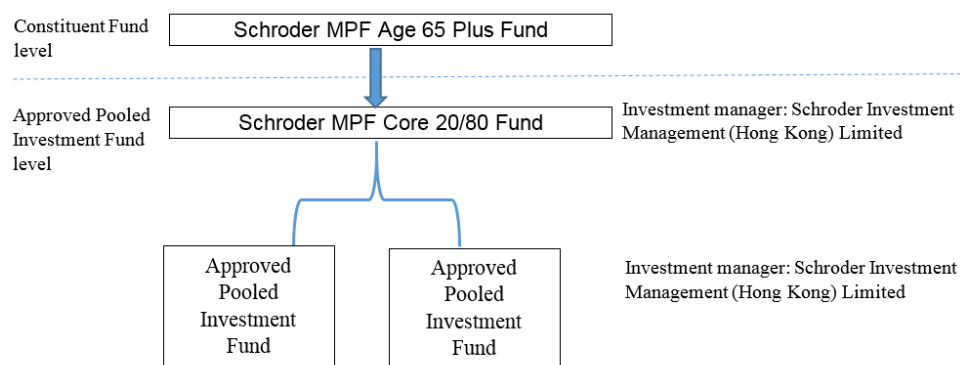 Constituent Fund
level
Schroder MPF Age 65 Plus Fund
Approved Pooled
Investment Fund
level
Schroder MPF Core 20/80 Fund
Investment manager: Schroder Investment
Management (Hong Kong) Limited
Approved
Pooled
Investment
Fund
Approved
Pooled
Investment
Fund
Investment manager: Schroder Investment
Management (Hong Kong) Limited